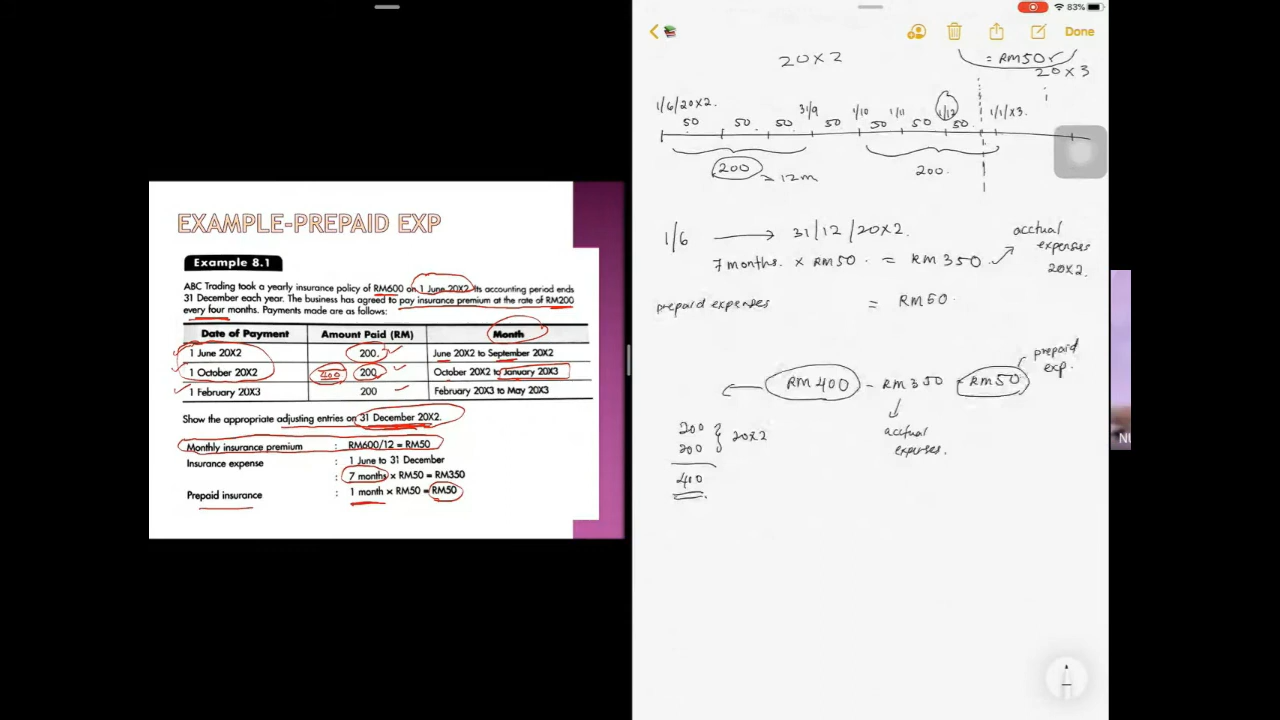 EXAMPLE-PREPAID EXP
Example 8.1
ABC Trading took a yearly insurance policy of RM600 on 1 June 20X2. Its accounting period ends
31 December each year. The business has agreed to pay insurance premium at the rate of RM200
every four months. Payments made are as follows:
Date of Payment Amount Paid (RM) Month
1 June 20X2 200 June 20X2 to September 20X2
1 October 20X2 400 200 October 20X2 to January 20X3
1 February 20X3 200 February 20X3 to May 20X3
Show the appropriate adjusting entries on 31 December 20X2.
Monthly insurance premium : RM600/12 = RM50
Insurance expense : 1 June to 31 December
: 7 months x RM50 = RM350
Prepaid insurance : 1 month x RM50 = RM50
83%
Done
20x2
= RM50
20x3
1/6/20x2. 31/9 1/10 1/11 1/12 1/1/x3.
50 50 50 50 50 50 50
200 12m 200.
1/6 → 31/12/20x2.
7 months. x RM50. = RM350
acctual
expenses
20x2.
prepaid expenses = RM50.
prepaid
exp.
RM400 - RM350 = RM50
200
200
20x2
400
acctual
expenses.